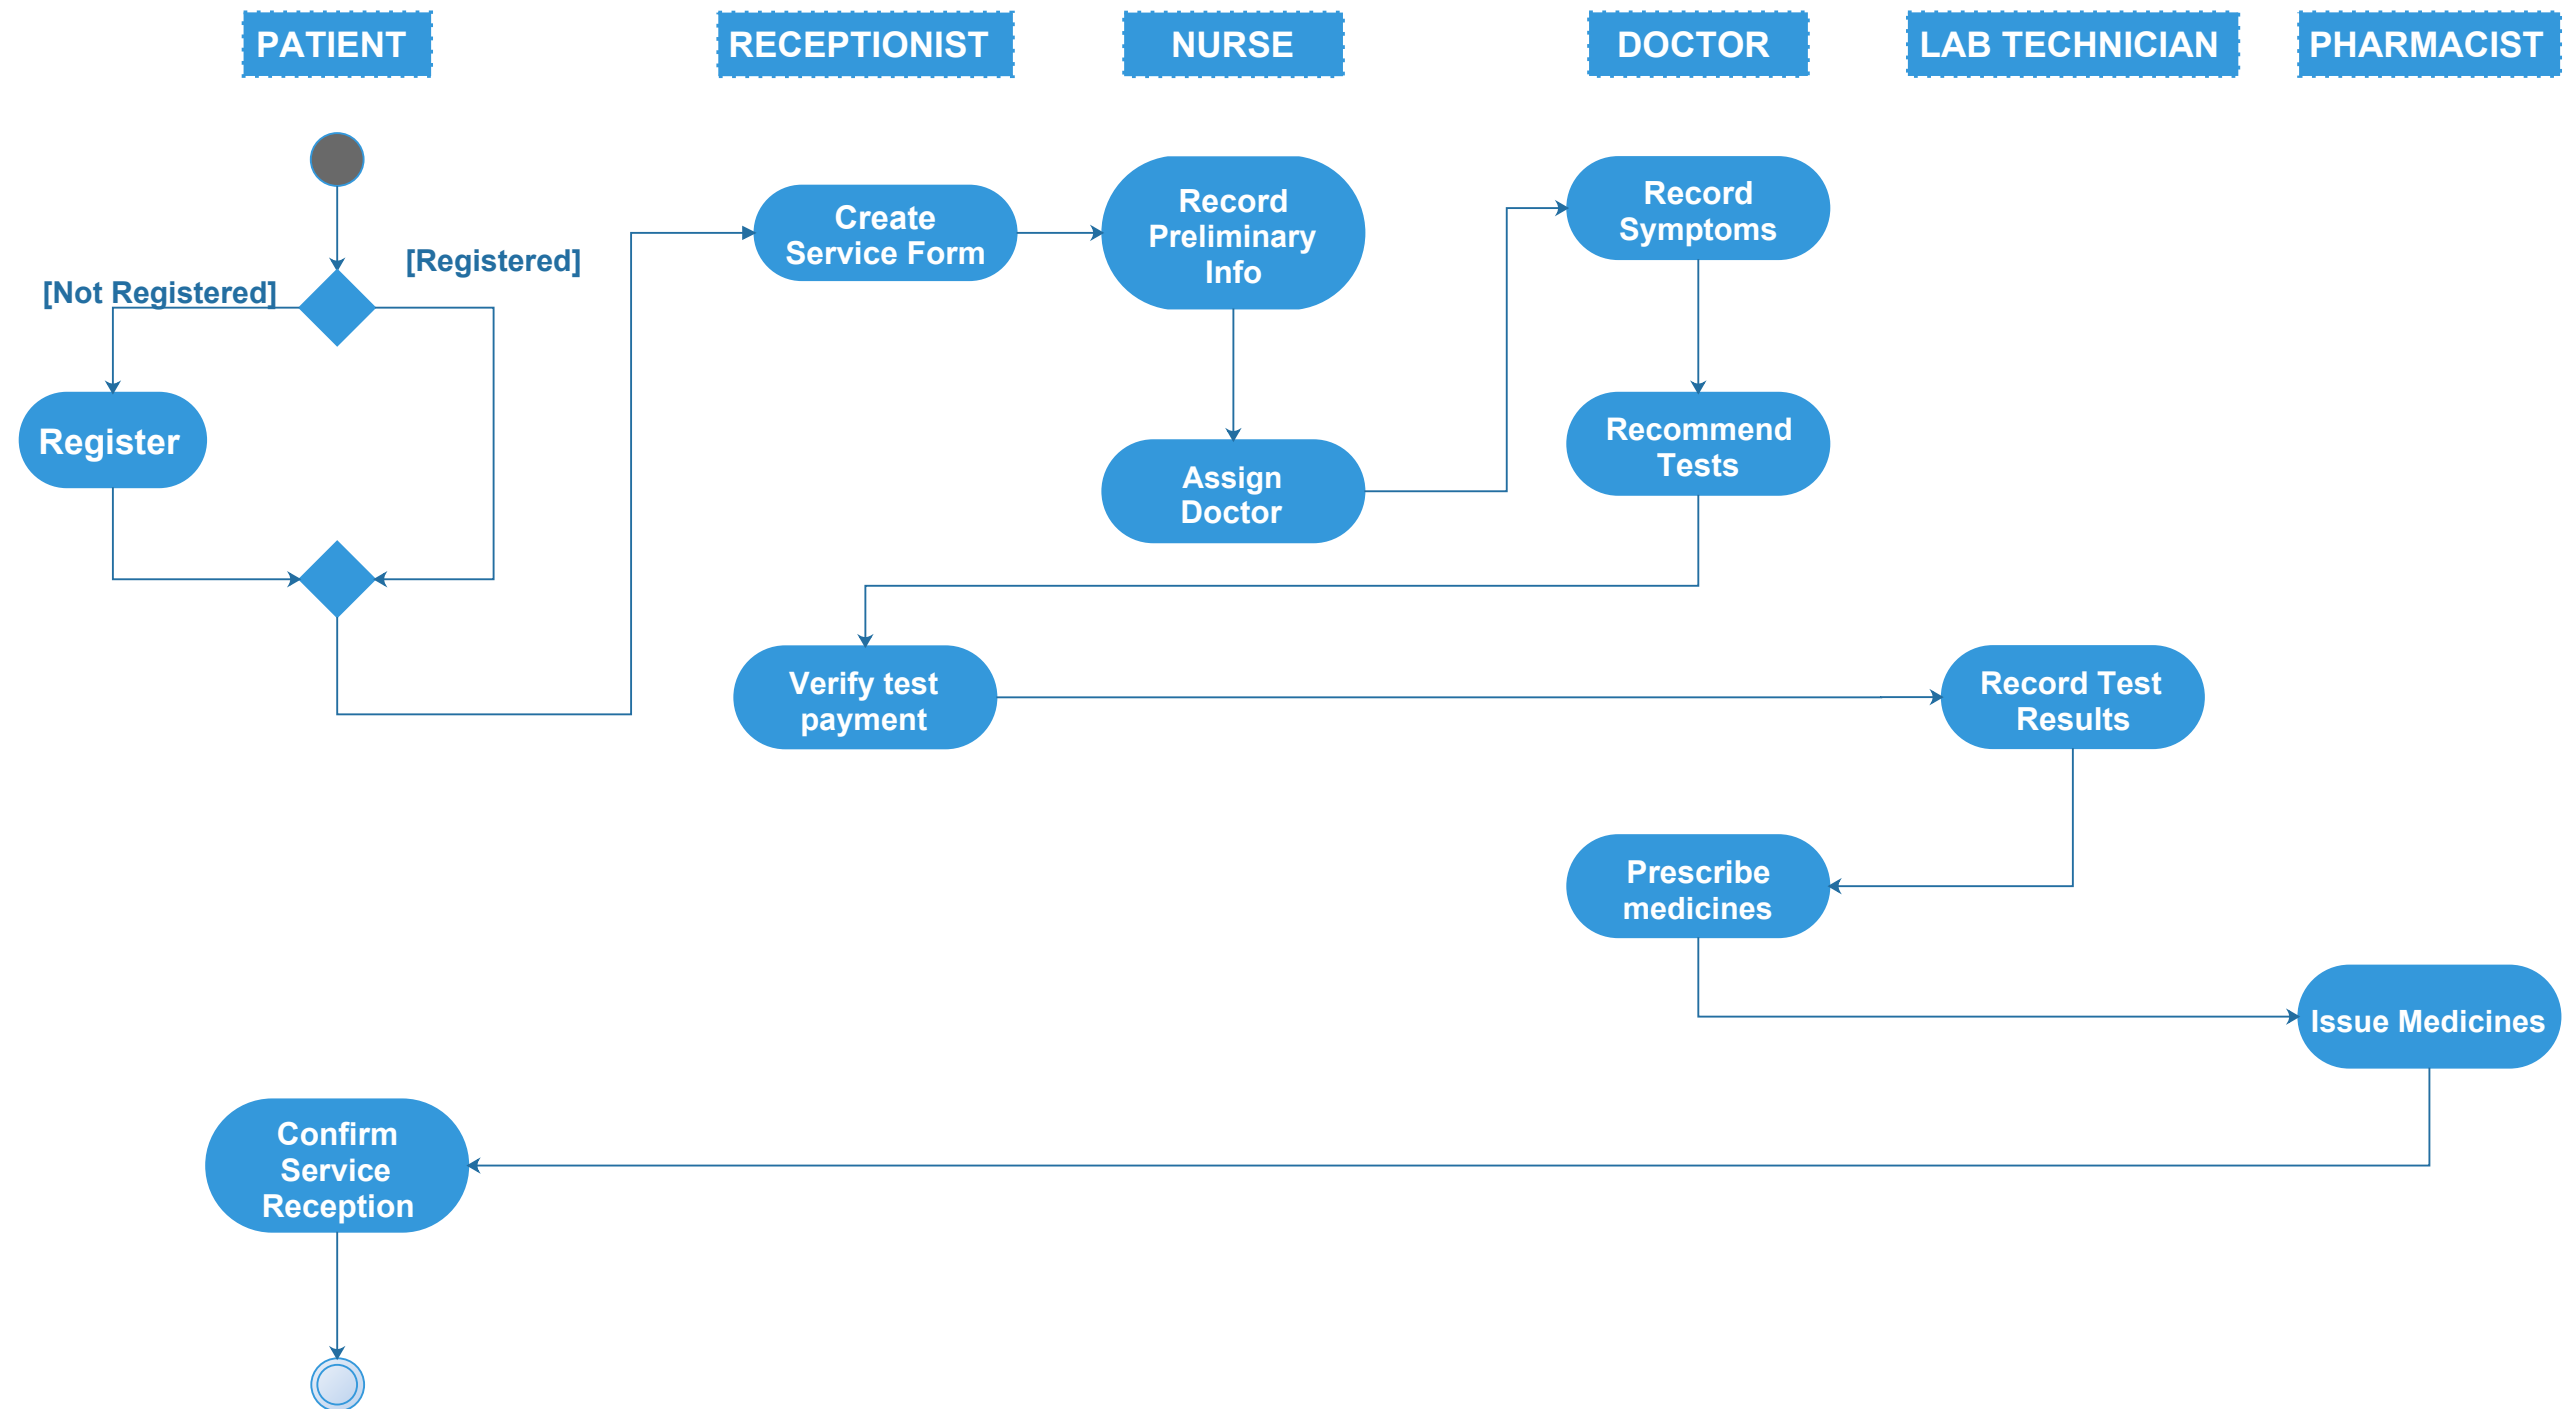 PATIENT
RECEPTIONIST
NURSE
DOCTOR
LAB TECHNICIAN
PHARMACIST
[Registered]
[Not Registered]
Register
Create
Service Form
Record
Preliminary
Info
Assign
Doctor
Record
Symptoms
Recommend
Tests
Verify test
payment
Record Test
Results
Prescribe
medicines
Issue Medicines
Confirm
Service
Reception